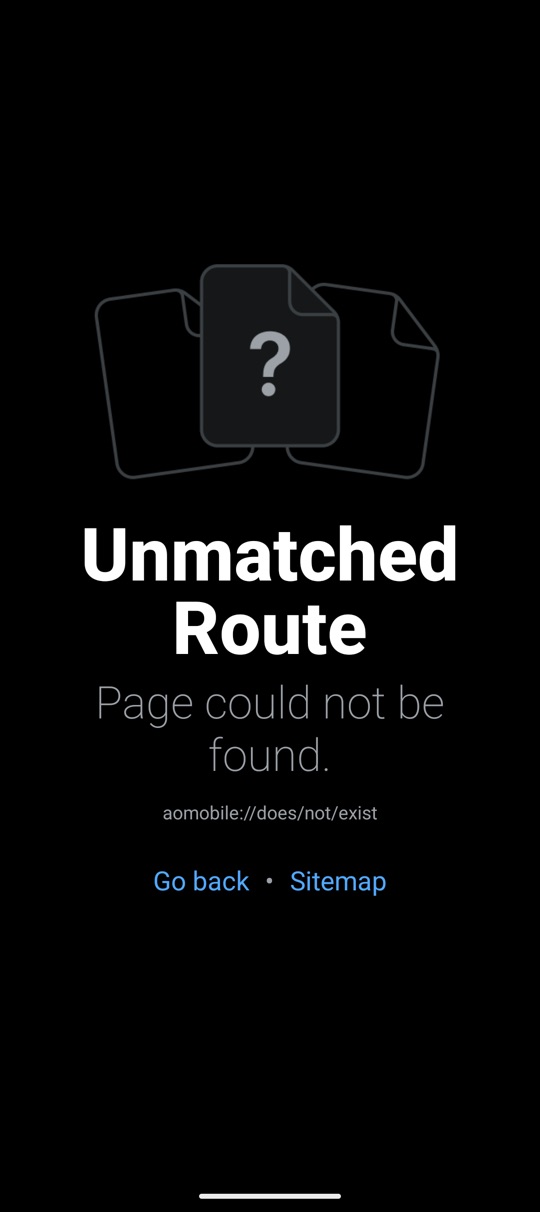 ?
Unmatched
Route
Page could not be
found.
aomobile://does/not/exist
Go back • Sitemap